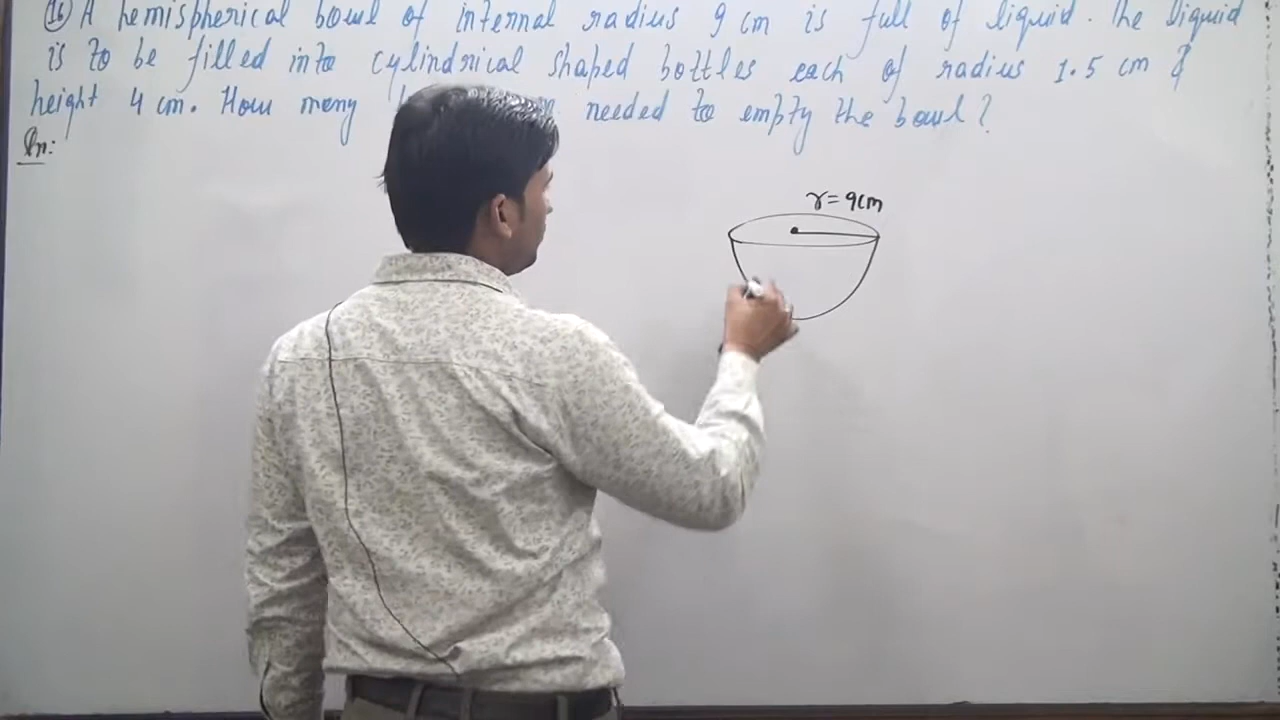 (16) A hemispherical bowl of internal radius 9 cm is full of liquid. The liquid
is to be filled into cylindrical shaped bottles each of radius 1.5 cm &
height 4 cm. How many needed to empty the bowl?
Sn:
r = 9cm